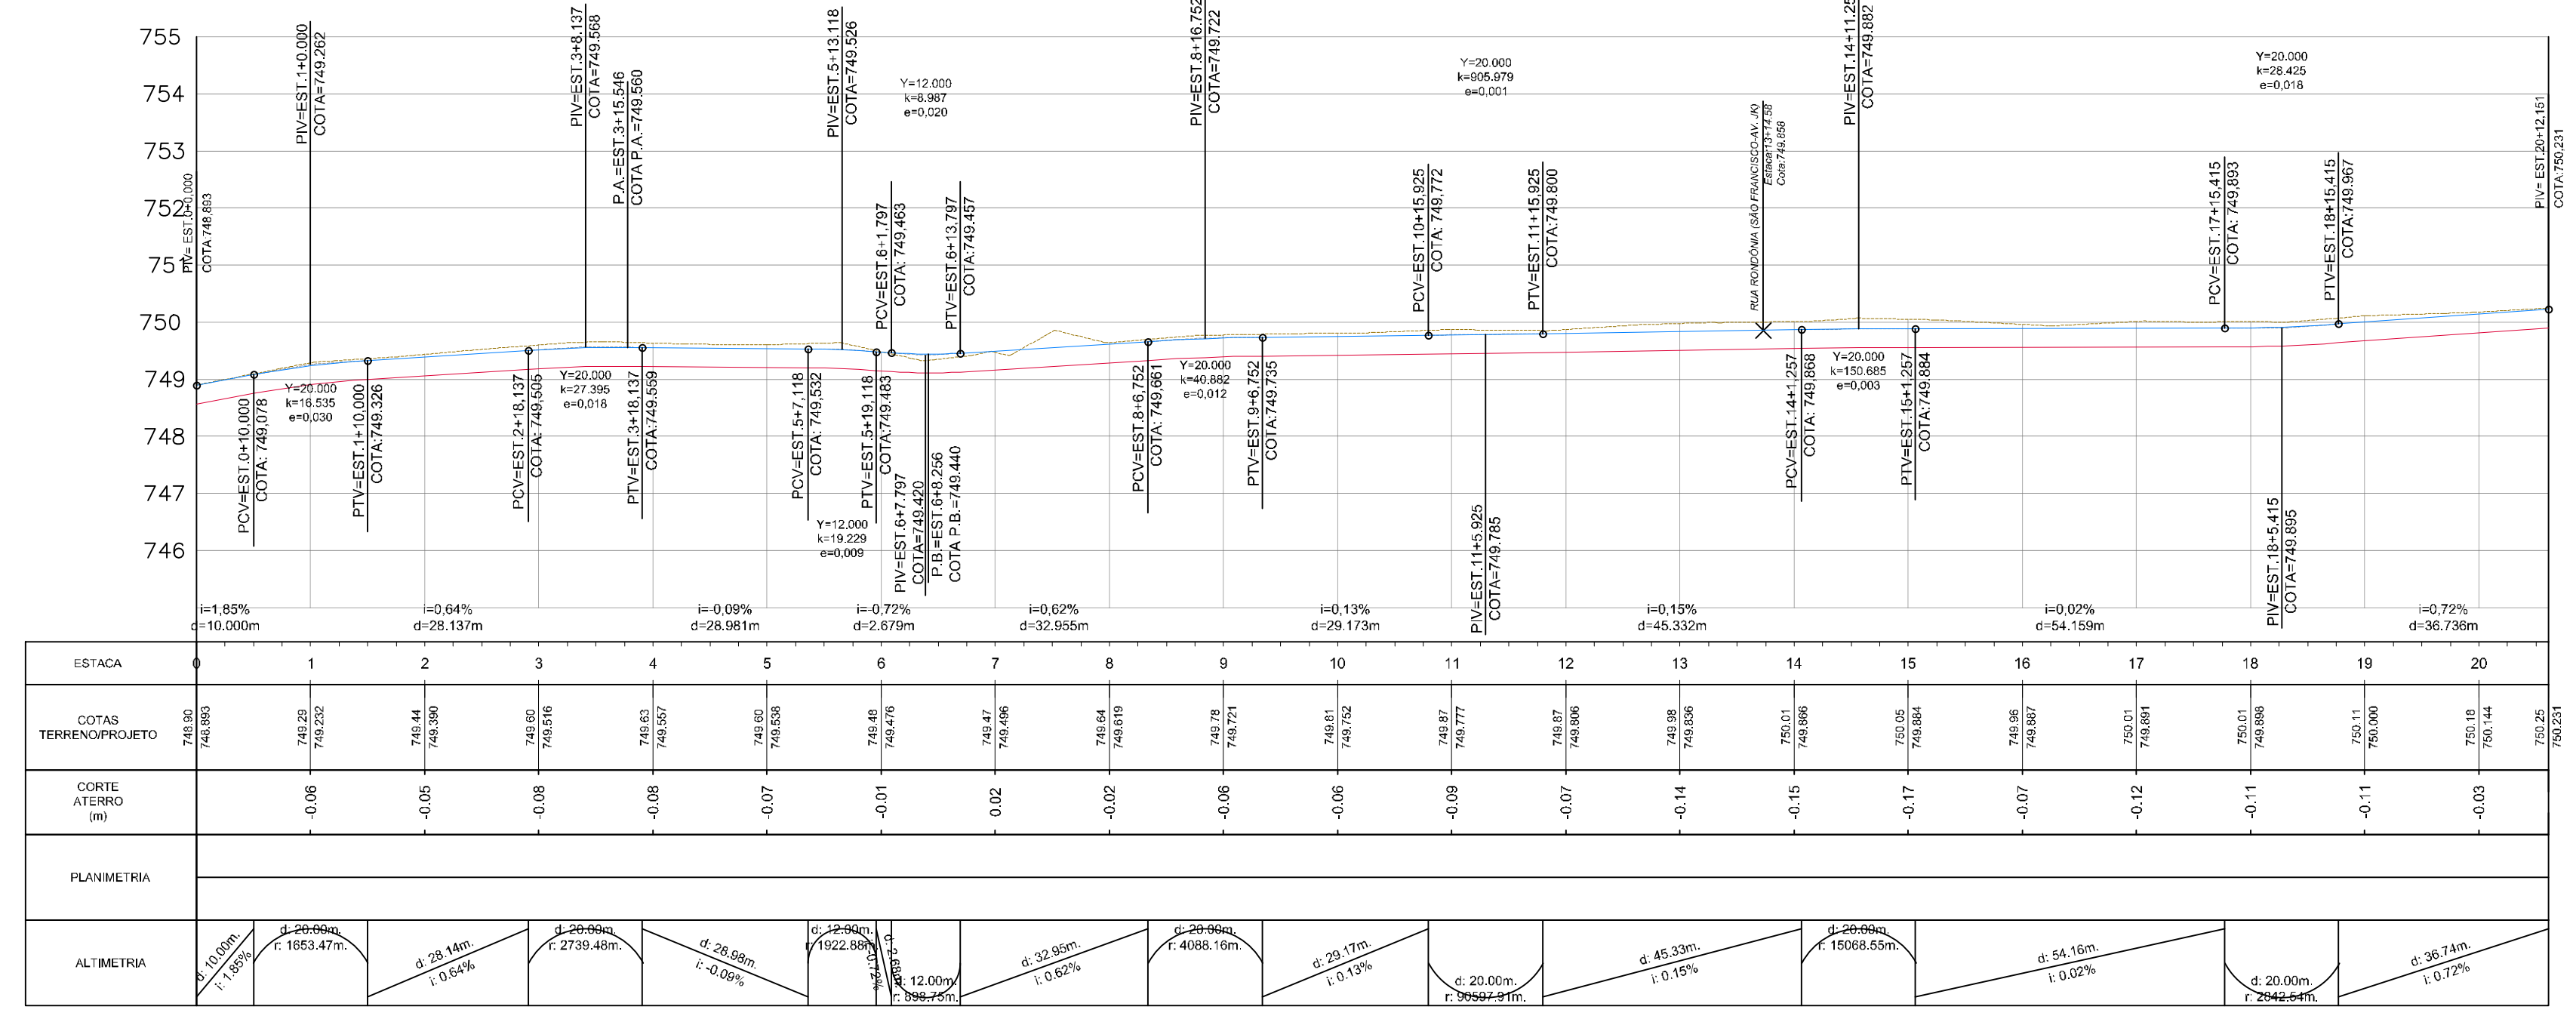 755
754
753
752
751
750
749
748
747
746
PIV= EST.0+0,000
COTA:748,893
PIV=EST.1+0.000
COTA=749.262
PIV=EST.3+8.137
COTA=749.568
P.A.=EST.3+15.546
COTA P.A.=749.560
PIV=EST.5+13.118
COTA=749.526
Y=12.000
k=8.987
e=0,020
PCV=EST.6+1,797
COTA: 749,463
PTV=EST.6+13,797
COTA:749.457
PIV=EST.8+16.752
COTA=749.722
Y=20.000
k=905.979
e=0,001
PCV=EST.10+15,925
COTA: 749,772
PTV=EST.11+15,925
COTA:749.800
RUA RONDÔNIA (SÃO FRANCISCO-AV. JK)
Estaca:13+14.58
Cota:749.858
PIV=EST.14+11.25
COTA=749.882
Y=20.000
k=28.425
e=0,018
PCV=EST.17+15,415
COTA: 749,893
PTV=EST.18+15,415
COTA:749.967
PIV= EST.20+12,151
COTA:750,231
PCV=EST.0+10,000
COTA: 749,078
Y=20.000
k=16.535
e=0,030
PTV=EST.1+10,000
COTA:749.326
PCV=EST.2+18,137
COTA: 749,505
Y=20.000
k=27.395
e=0,018
PTV=EST.3+18,137
COTA:749.559
PCV=EST.5+7,118
COTA: 749,532
Y=12.000
k=19.229
e=0,009
PTV=EST.5+19,118
COTA:749.483
PIV=EST.6+7.797
COTA=749.420
P.B.=EST.6+8.256
COTA P.B.=749.440
PCV=EST.8+6,752
COTA: 749,661
Y=20.000
k=40.882
e=0,012
PTV=EST.9+6,752
COTA:749.735
PIV=EST.11+5.925
COTA=749.785
PCV=EST.14+1,257
COTA: 749,868
Y=20.000
k=150.685
e=0,003
PTV=EST.15+1,257
COTA:749.884
PIV=EST.18+5.415
COTA=749.895
i=1,85%
d=10.000m
i=0,64%
d=28.137m
i=-0,09%
d=28.981m
i=-0,72%
d=2.679m
i=0,62%
d=32.955m
i=0,13%
d=29.173m
i=0,15%
d=45.332m
i=0,02%
d=54.159m
i=0,72%
d=36.736m
ESTACA 0 1 2 3 4 5 6 7 8 9 10 11 12 13 14 15 16 17 18 19 20
COTAS
TERRENO/PROJETO
748.90
748.893
749.29
749.232
749.44
749.390
749.60
749.516
749.63
749.557
749.60
749.538
749.48
749.476
749.47
749.496
749.64
749.619
749.78
749.721
749.81
749.752
749.87
749.777
749.87
749.806
749.98
749.836
750.01
749.866
750.05
749.884
749.96
749.887
750.01
749.891
750.01
749.898
750.11
750.000
750.18
750.144
750.25
750.231
CORTE
ATERRO
(m)
-0.06 -0.05 -0.08 -0.08 -0.07 -0.01 0.02 -0.02 -0.06 -0.06 -0.09 -0.07 -0.14 -0.15 -0.17 -0.07 -0.12 -0.11 -0.11 -0.03
PLANIMETRIA
ALTIMETRIA
d: 10.00m.
i: 1.85%
d: 20.00m.
r: 1653.47m.
d: 28.14m.
i: 0.64%
d: 20.00m.
r: 2739.48m.
d: 28.98m.
i: -0.09%
d: 12.00m.
r: 1922.88m.
d: 2.68m.
i: -0.72%
d: 12.00m.
r: 898.75m.
d: 32.95m.
i: 0.62%
d: 20.00m.
r: 4088.16m.
d: 29.17m.
i: 0.13%
d: 20.00m.
r: 90597.91m.
d: 45.33m.
i: 0.15%
d: 20.00m.
r: 15068.55m.
d: 54.16m.
i: 0.02%
d: 20.00m.
r: 2842.54m.
d: 36.74m.
i: 0.72%